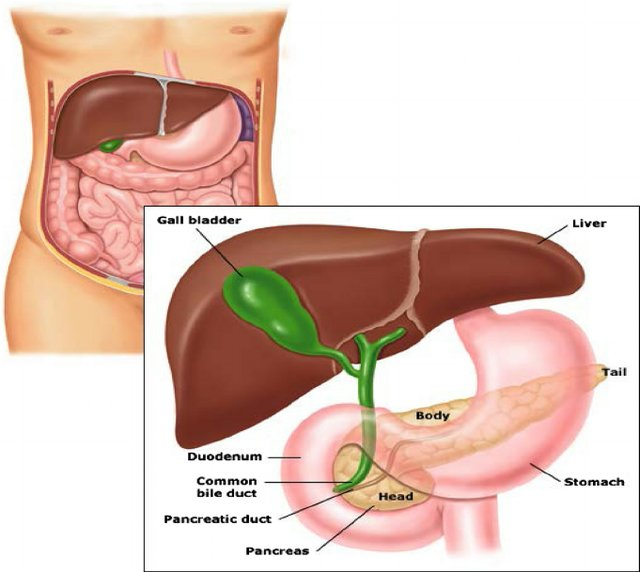 Gall bladder
Liver
Tail
Body
Duodenum
Common
bile duct
Stomach
Head
Pancreatic duct
Pancreas